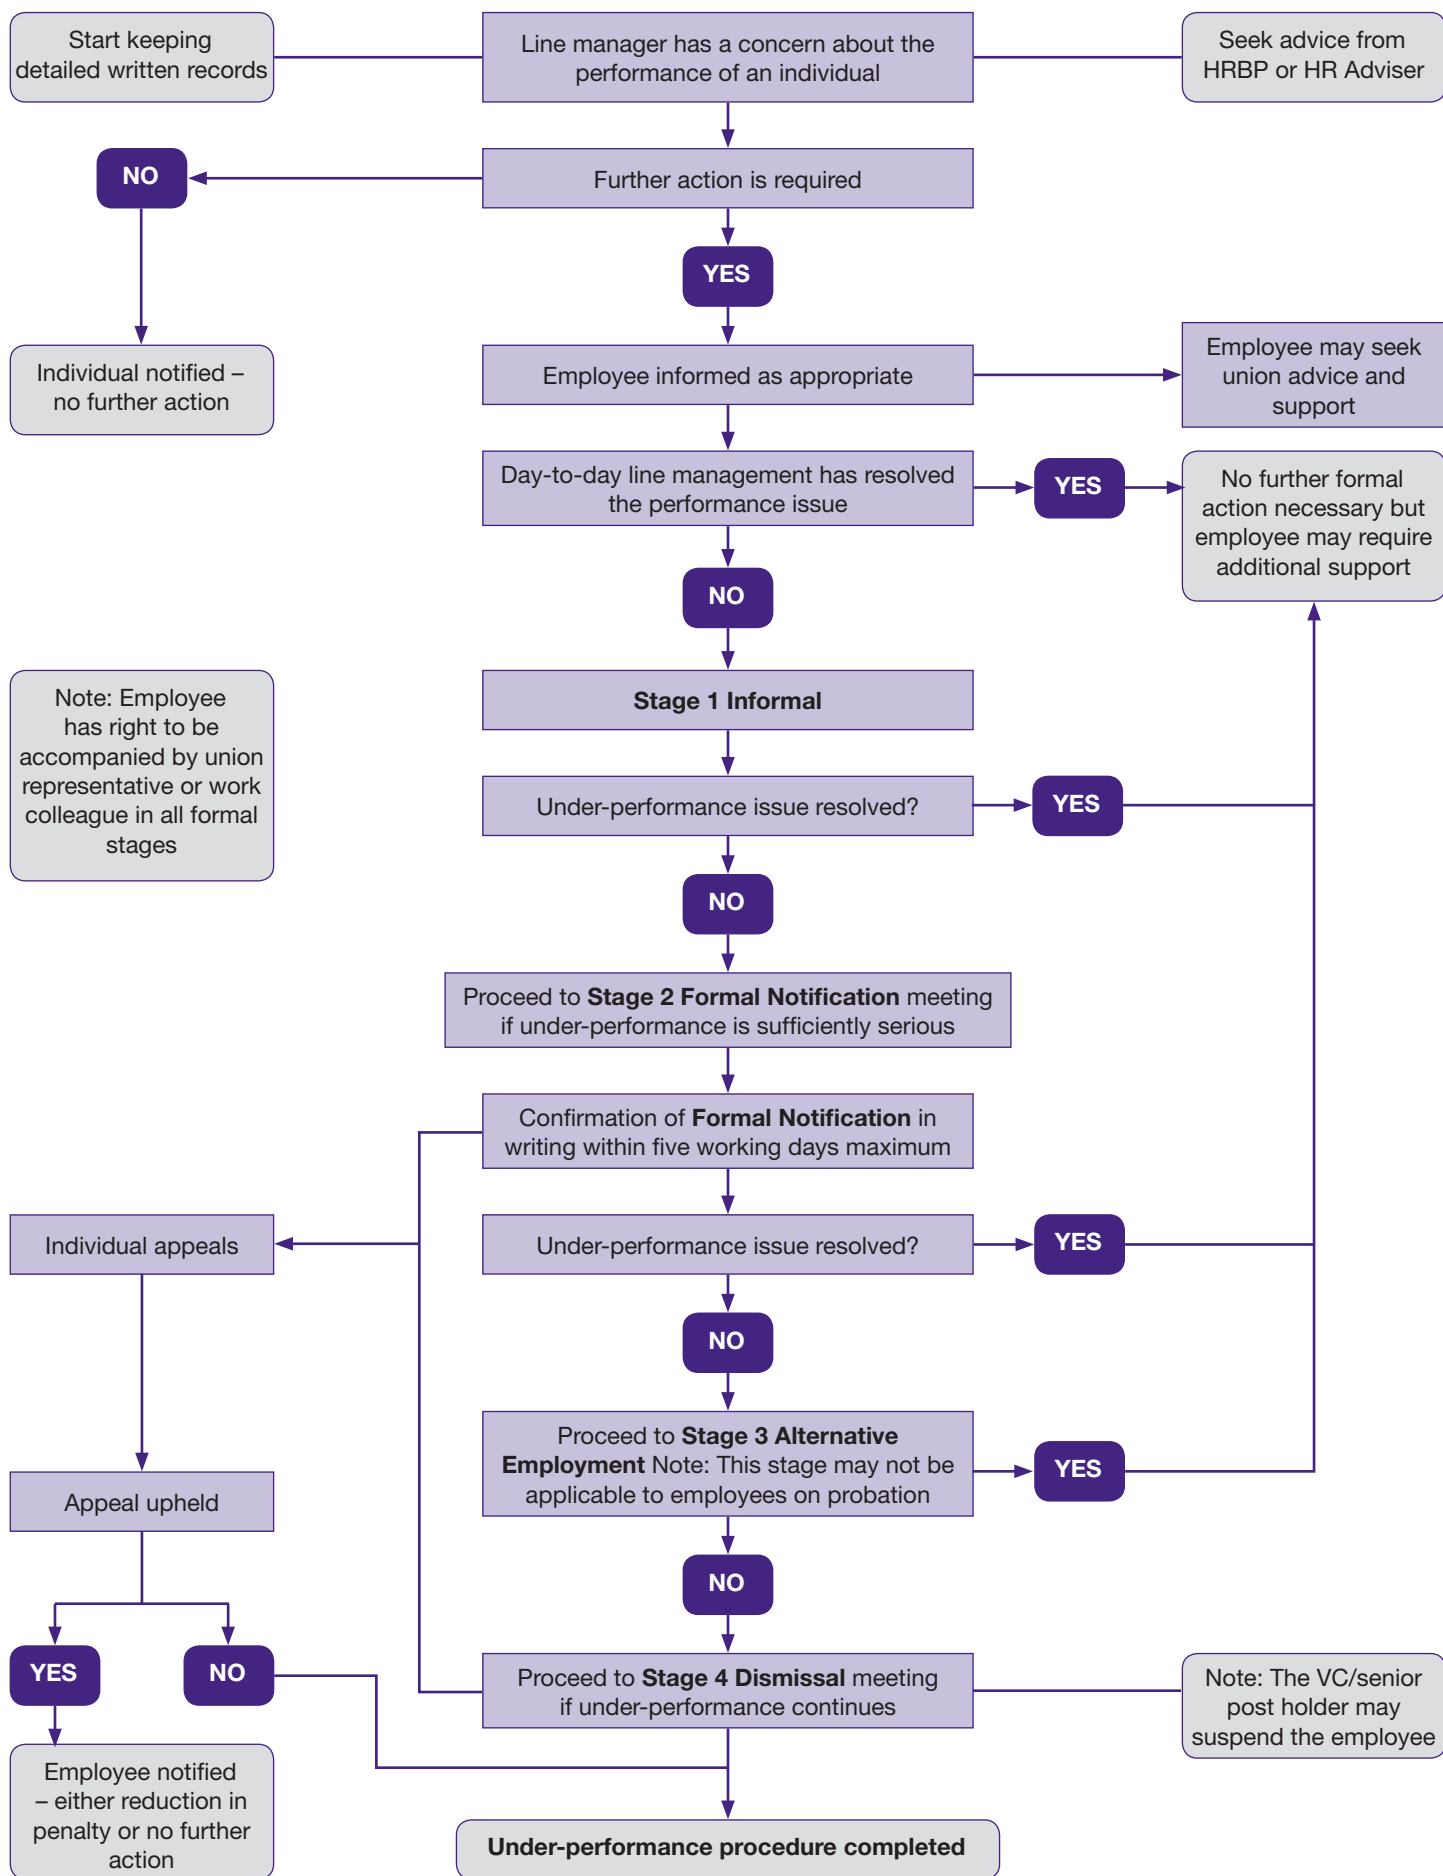 Start keeping
detailed written records
Line manager has a concern about the
performance of an individual
Seek advice from
HRBP or HR Adviser
NO
Further action is required
YES
Individual notified –
no further action
Employee informed as appropriate
Employee may seek
union advice and
support
Day-to-day line management has resolved
the performance issue
YES
No further formal
action necessary but
employee may require
additional support
NO
Note: Employee
has right to be
accompanied by union
representative or work
colleague in all formal
stages
Stage 1 Informal
Under-performance issue resolved?
YES
NO
Proceed to Stage 2 Formal Notification meeting
if under-performance is sufficiently serious
Confirmation of Formal Notification in
writing within five working days maximum
Individual appeals
Under-performance issue resolved?
YES
NO
Proceed to Stage 3 Alternative
Employment Note: This stage may not be
applicable to employees on probation
YES
Appeal upheld
NO
YES
NO
Proceed to Stage 4 Dismissal meeting
if under-performance continues
Note: The VC/senior
post holder may
suspend the employee
Employee notified
– either reduction in
penalty or no further
action
Under-performance procedure completed